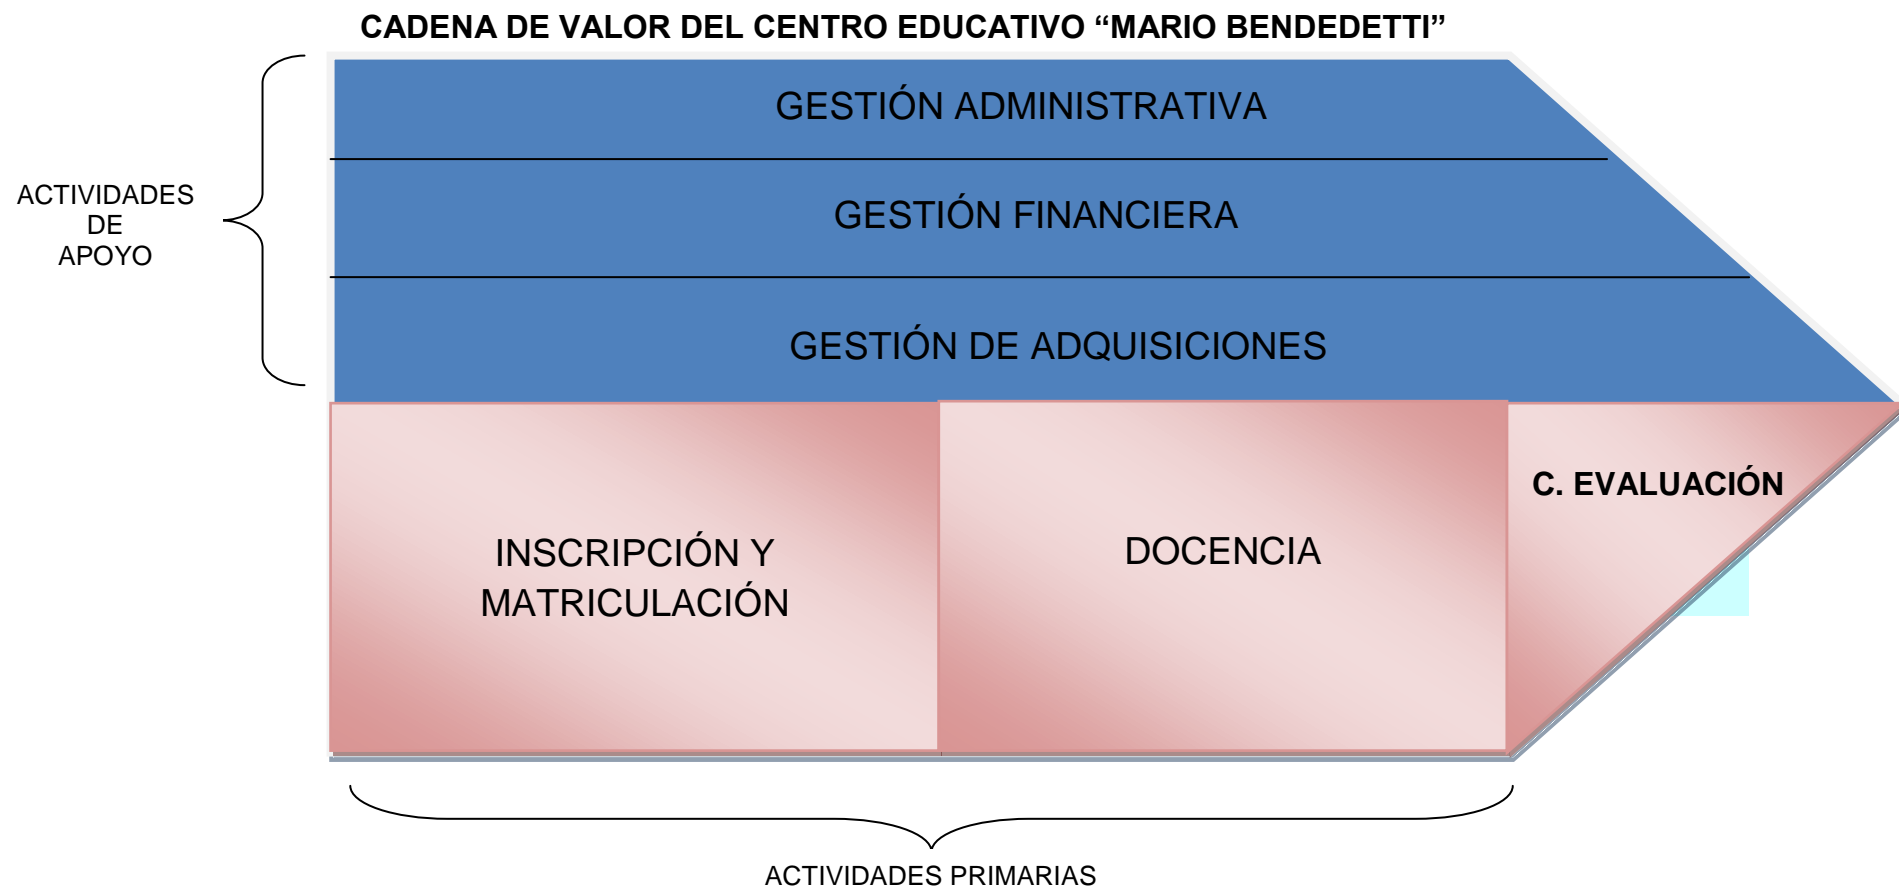 CADENA DE VALOR DEL CENTRO EDUCATIVO “MARIO BENDEDETTI”
GESTIÓN ADMINISTRATIVA
ACTIVIDADES
DE
APOYO
GESTIÓN FINANCIERA
GESTIÓN DE ADQUISICIONES
INSCRIPCIÓN Y
MATRICULACIÓN
DOCENCIA
C. EVALUACIÓN
ACTIVIDADES PRIMARIAS